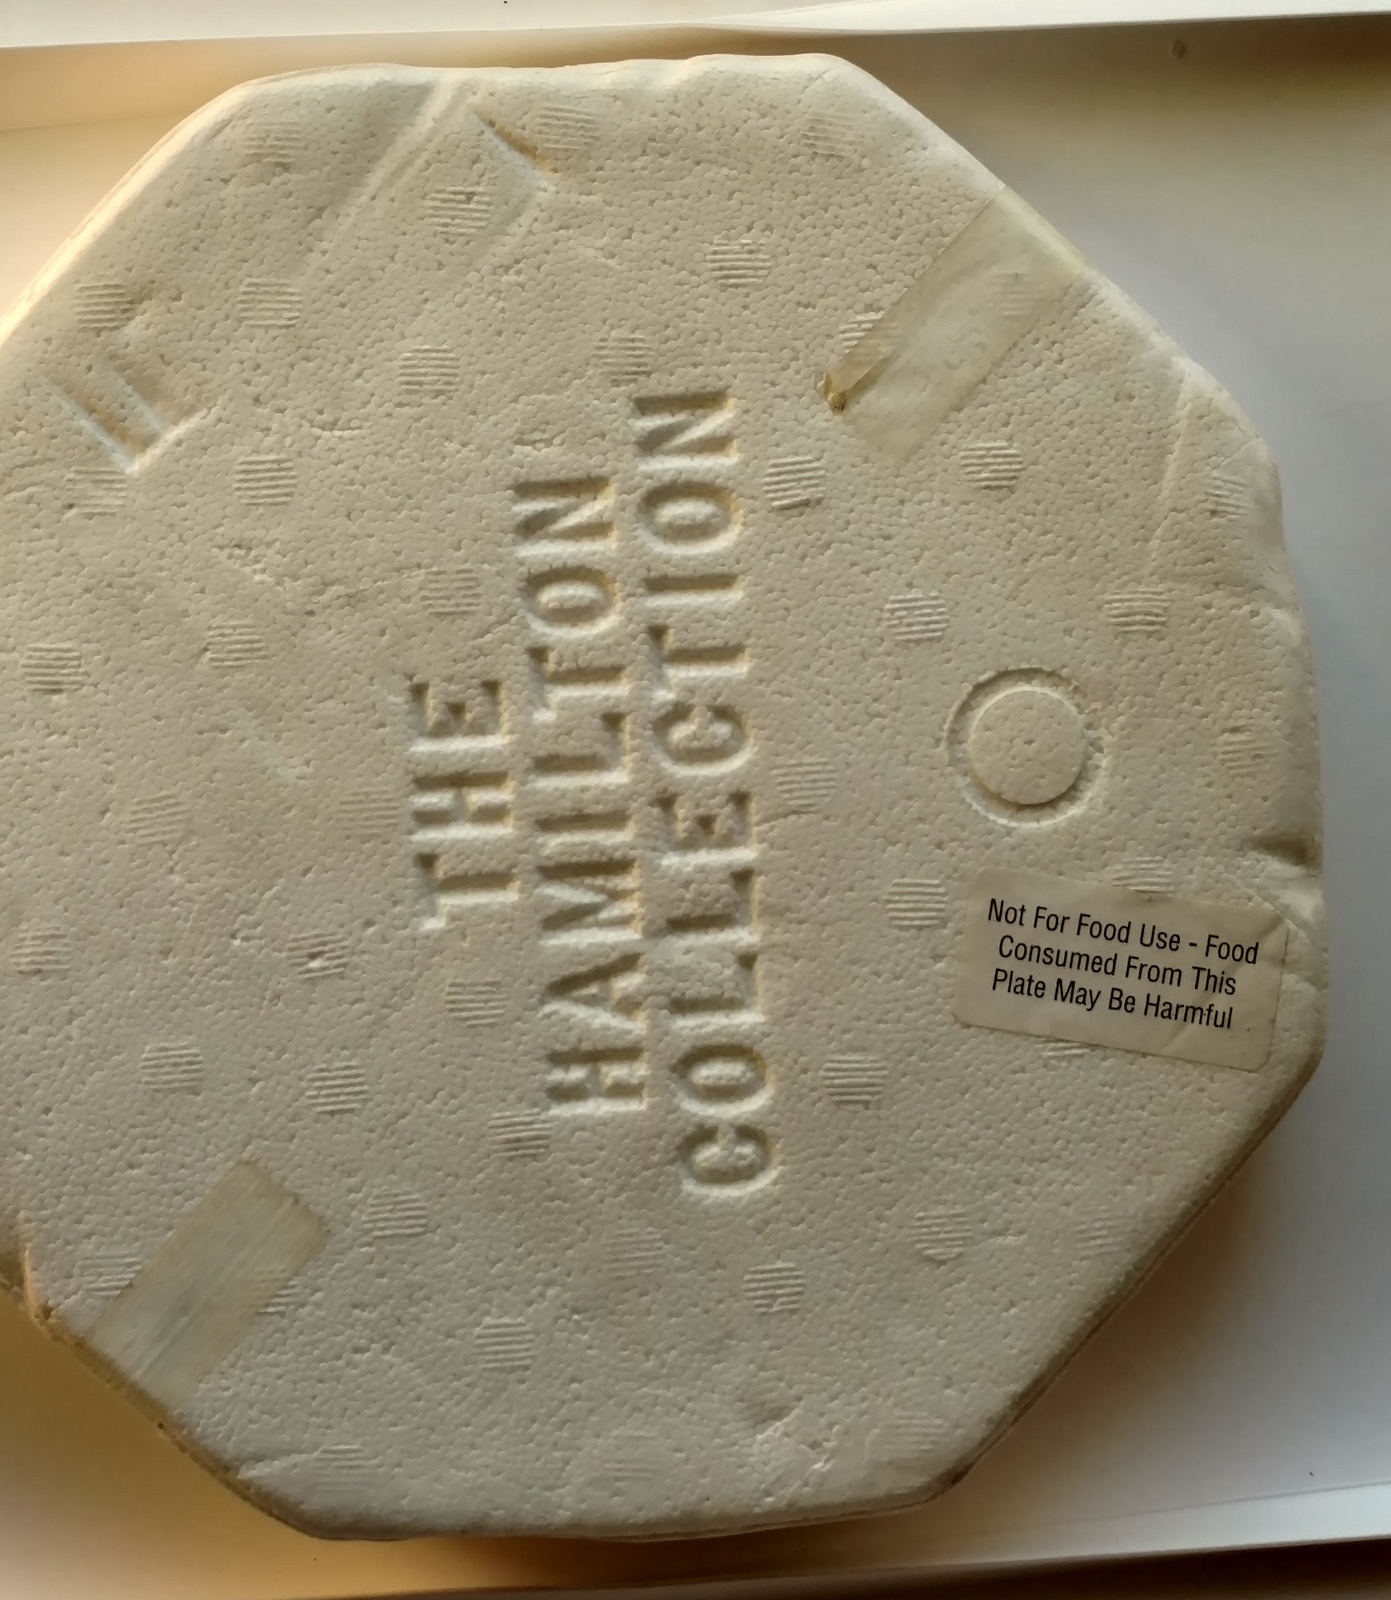 THE
HAMILTON
COLLECTION
Not For Food Use - Food
Consumed From This
Plate May Be Harmful